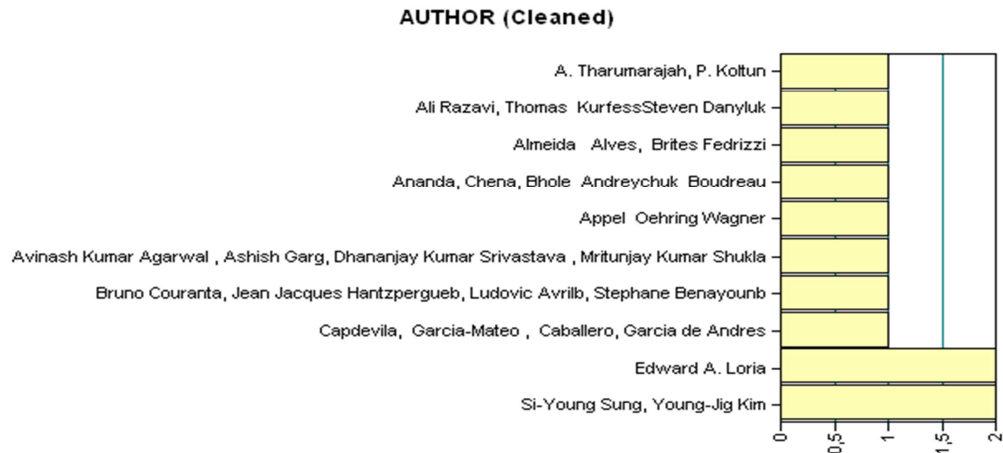 AUTHOR (Cleaned)
A. Tharumarajah, P. Koltun
Ali Razavi, Thomas KurfessSteven Danyluk
Almeida Alves, Brites Fedrizzi
Ananda, Chena, Bhole Andreychuk Boudreau
Appel Oehring Wagner
Avinash Kumar Agarwal , Ashish Garg, Dhananjay Kumar Srivastava , Mritunjay Kumar Shukla
Bruno Couranta, Jean Jacques Hantzpergueb, Ludovic Avrilb, Stephane Benayounb
Capdevila, Garcia-Mateo , Caballero, Garcia de Andres
Edward A. Loria
Si-Young Sung, Young-Jig Kim
0
0,5
1
1,5
2